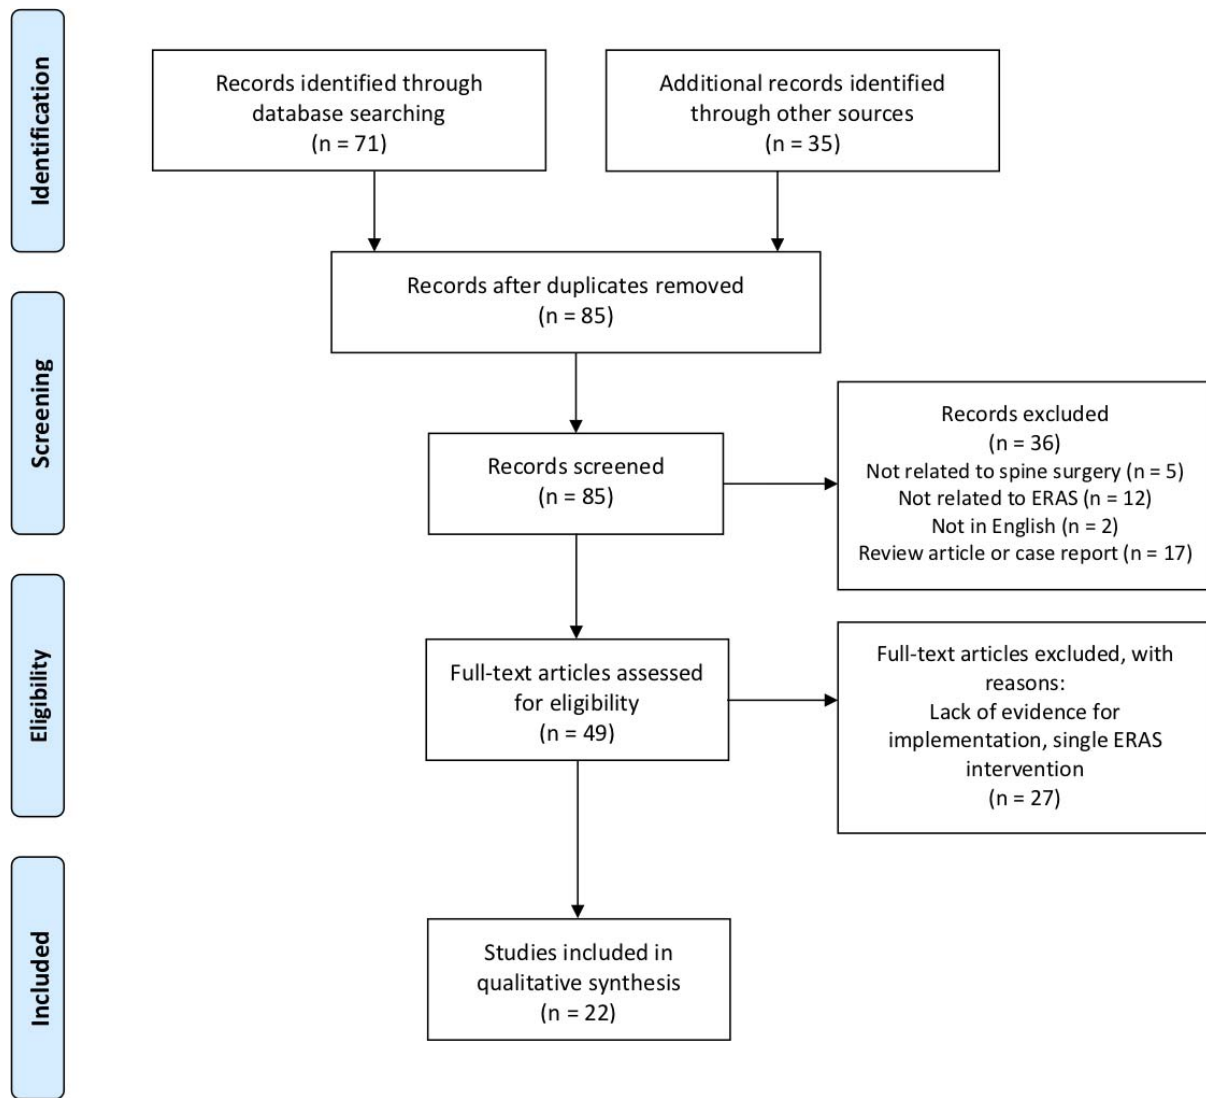 Identification
Records identified through
database searching
(n = 71)
Additional records identified
through other sources
(n = 35)
Records after duplicates removed
(n = 85)
Screening
Records screened
(n = 85)
Records excluded
(n = 36)
Not related to spine surgery (n = 5)
Not related to ERAS (n = 12)
Not in English (n = 2)
Review article or case report (n = 17)
Eligibility
Full-text articles assessed
for eligibility
(n = 49)
Full-text articles excluded, with
reasons:
Lack of evidence for
implementation, single ERAS
intervention
(n = 27)
Included
Studies included in
qualitative synthesis
(n = 22)